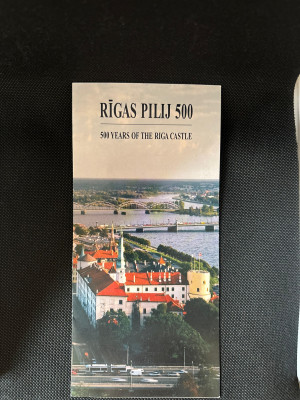 RĪGAS PILIJ 500
500 YEARS OF THE RIGA CASTLE